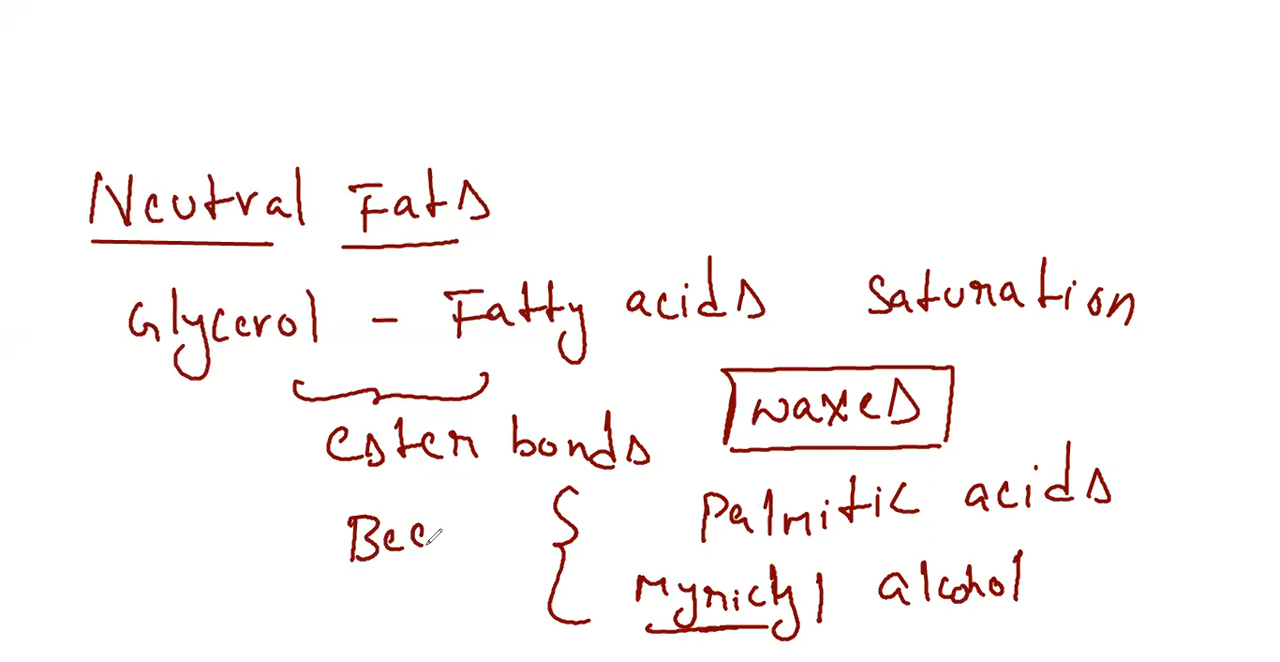 Neutral Fats
Glycerol - Fatty acids saturation
Ester bonds waxes
Palmitic acids
Bee
Myricyl alcohol